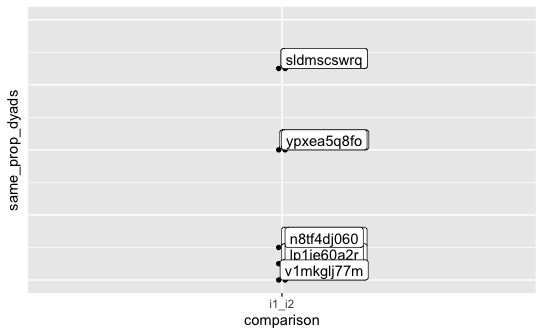 sldmscswrq
ypxea5q8fo
n8tf4dj060
lp1ie60a2r
v1mkglj77m
same_prop_dyads
i1_i2
comparison